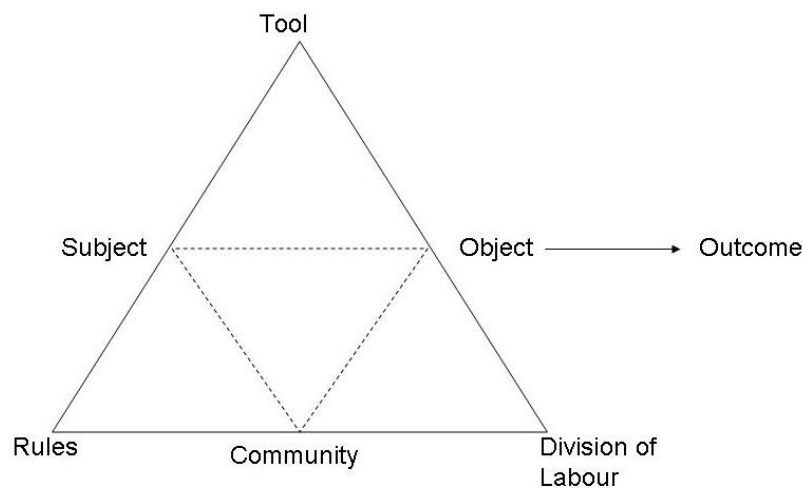 Tool
Subject
Object
Outcome
Rules
Community
Division of
Labour